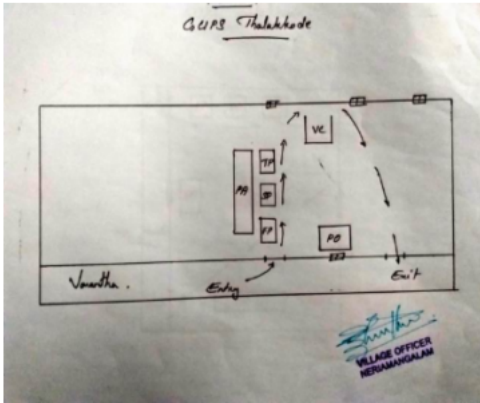 GUPS Thalakkode
VC
TP
PA
SP
FP
PO
Varantha.
Entry
Exit
VILLAGE OFFICER
NERIAMANGALAM